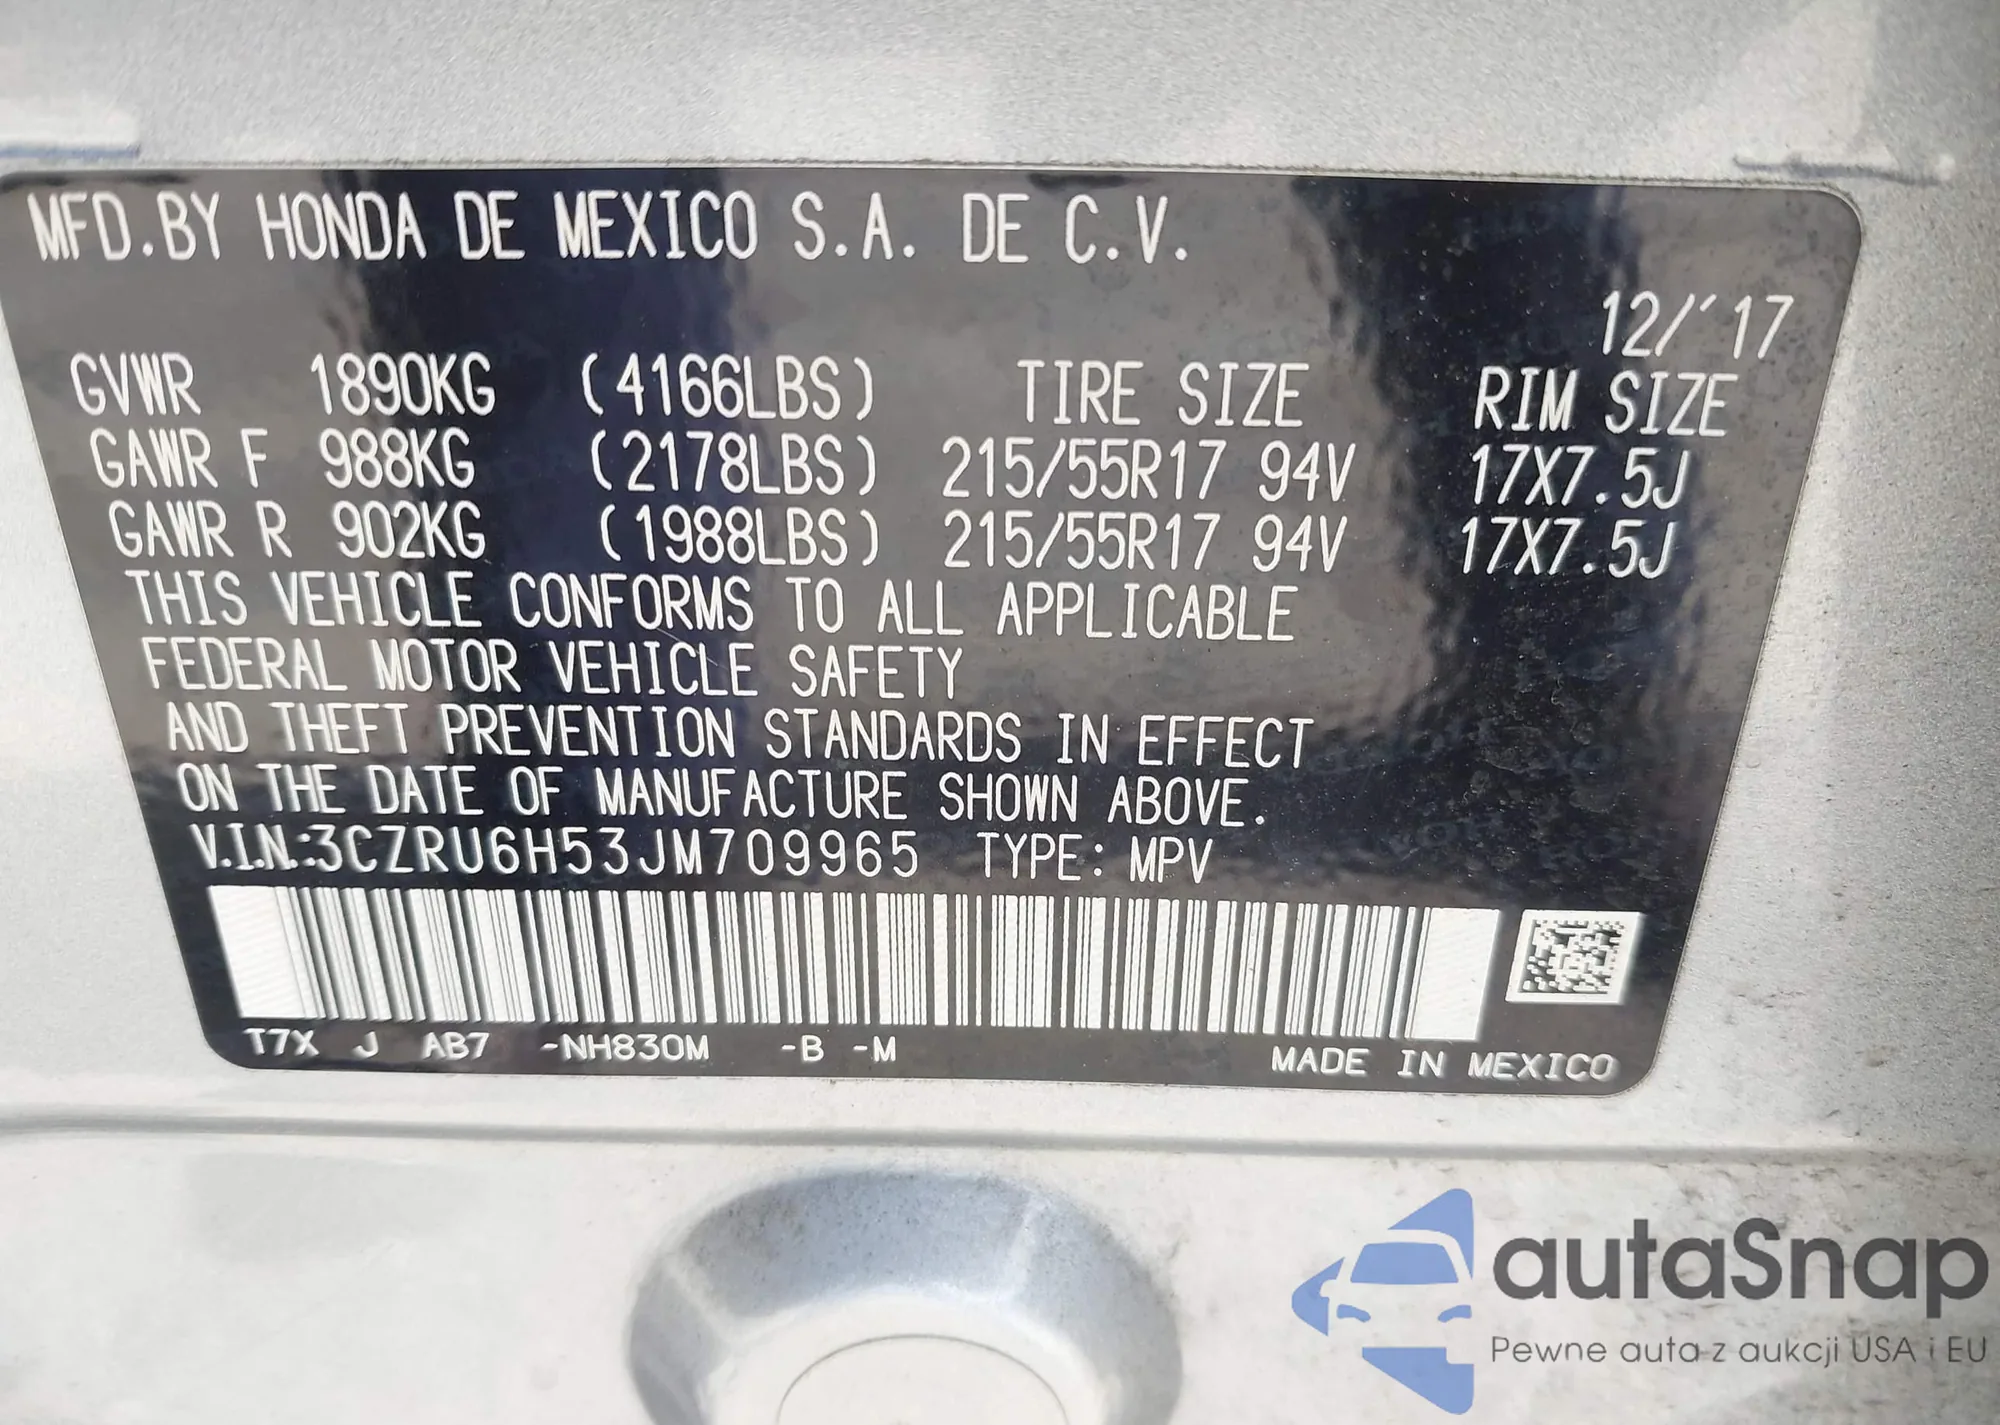 MFD.BY HONDA DE MEXICO S.A. DE C.V.
12/'17
GVWR 1890KG (4166LBS) TIRE SIZE RIM SIZE
GAWR F 988KG (2178LBS) 215/55R17 94V 17X7.5J
GAWR R 902KG (1988LBS) 215/55R17 94V 17X7.5J
THIS VEHICLE CONFORMS TO ALL APPLICABLE
FEDERAL MOTOR VEHICLE SAFETY
AND THEFT PREVENTION STANDARDS IN EFFECT
ON THE DATE OF MANUFACTURE SHOWN ABOVE.
V.I.N.:3CZRU6H53JM709965 TYPE: MPV
T7X J AB7 -NH830M -B -M
MADE IN MEXICO
autaSnap
Pewne auta z aukcji USA i EU